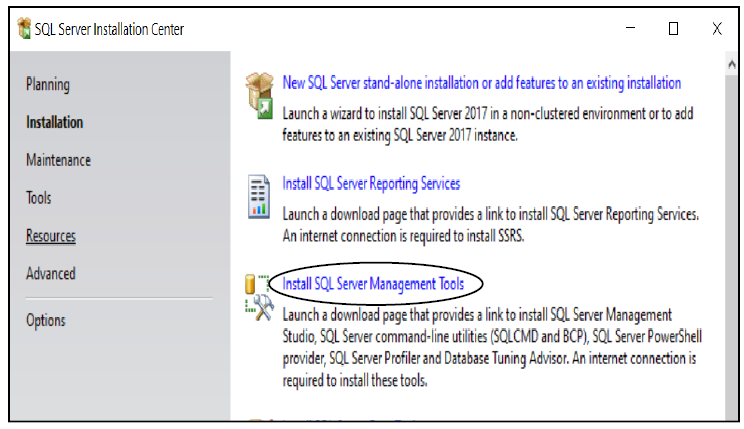 SQL Server Installation Center
Planning
Installation
Maintenance
Tools
Resources
Advanced
Options
New SQL Server stand-alone installation or add features to an existing installation
Launch a wizard to install SQL Server 2017 in a non-clustered environment or to add
features to an existing SQL Server 2017 instance.
Install SQL Server Reporting Services
Launch a download page that provides a link to install SQL Server Reporting Services.
An internet connection is required to install SSRS.
Install SQL Server Management Tools
Launch a download page that provides a link to install SQL Server Management
Studio, SQL Server command-line utilities (SQLCMD and BCP), SQL Server PowerShell
provider, SQL Server Profiler and Database Tuning Advisor. An internet connection is
required to install these tools.